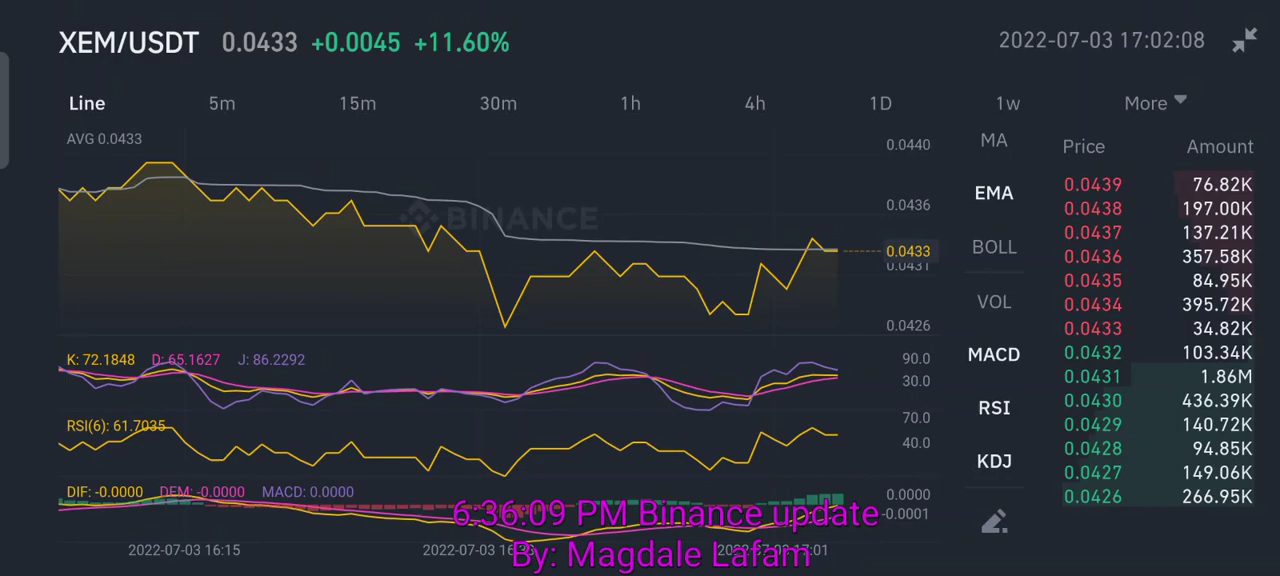 XEM/USDT 0.0433 +0.0045 +11.60% 2022-07-03 17:02:08
Line 5m 15m 30m 1h 4h 1D 1w More
AVG 0.0433
0.0440
0.0436
0.0433
0.0431
0.0426
BINANCE
K: 72.1848 D: 65.1627 J: 86.2292
90.0
30.0
RSI(6): 61.7035
70.0
40.0
DIF: -0.0000 DEM: -0.0000 MACD: 0.0000
0.0000
-0.0001
2022-07-03 16:15 2022-07-03 17:01
MA
EMA
BOLL
VOL
MACD
RSI
KDJ
Price Amount
0.0439 76.82K
0.0438 197.00K
0.0437 137.21K
0.0436 357.58K
0.0435 84.95K
0.0434 395.72K
0.0433 34.82K
0.0432 103.34K
0.0431 1.86M
0.0430 436.39K
0.0429 140.72K
0.0428 94.85K
0.0427 149.06K
0.0426 266.95K
6:36:09 PM Binance update
By: Magdale Lafam